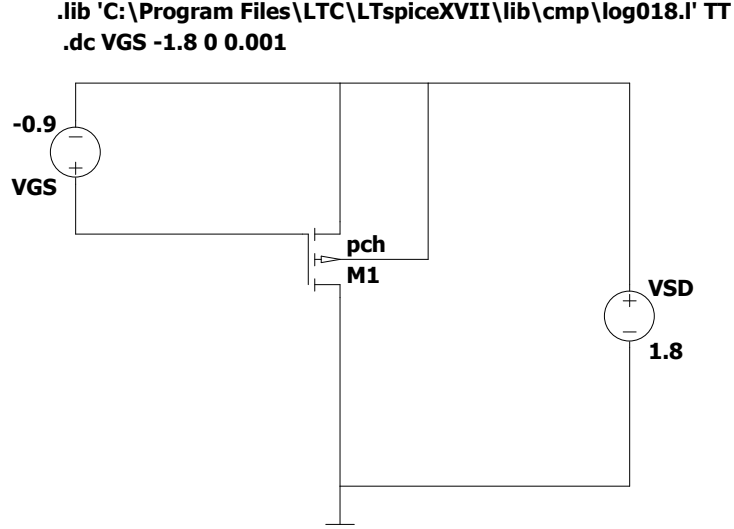 .lib 'C:\Program Files\LTC\LTspiceXVII\lib\cmp\log018.l' TT
.dc VGS -1.8 0 0.001
-0.9
VGS
pch
M1
VSD
1.8